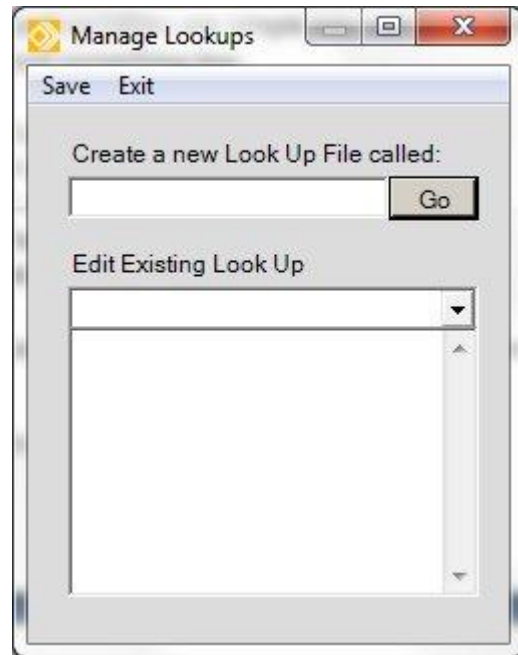 Manage Lookups
Save Exit
Create a new Look Up File called:
Go
Edit Existing Look Up